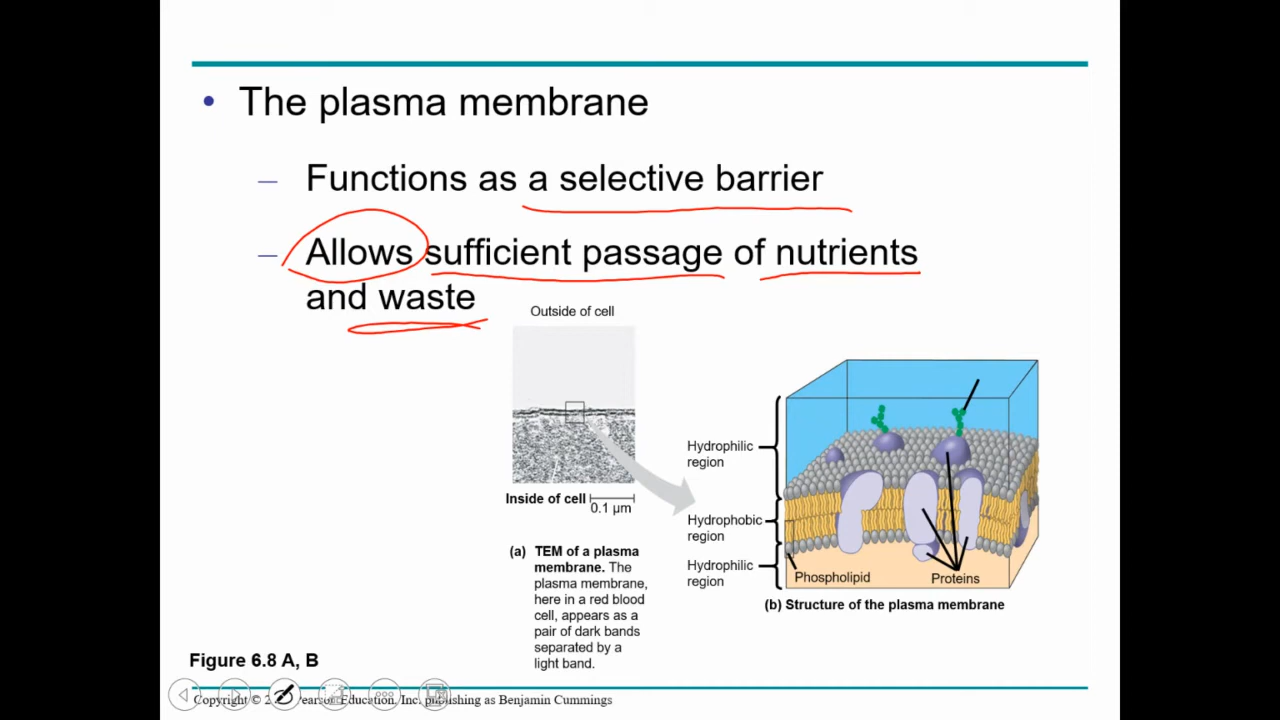 • The plasma membrane
– Functions as a selective barrier
– Allows sufficient passage of nutrients
and waste
Outside of cell
Inside of cell
0.1 μm
(a) TEM of a plasma
membrane. The
plasma membrane,
here in a red blood
cell, appears as a
pair of dark bands
separated by a
light band.
Hydrophilic
region
Hydrophobic
region
Hydrophilic
region
Phospholipid
Proteins
(b) Structure of the plasma membrane
Figure 6.8 A, B
Copyright © Education, Inc. publishing as Benjamin Cummings